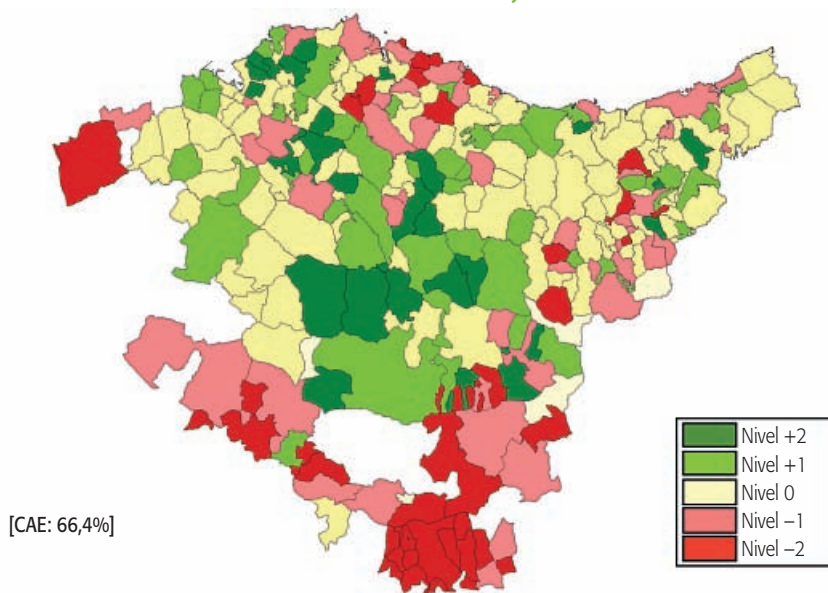 Nivel +2
Nivel +1
Nivel 0
Nivel –1
Nivel –2
[CAE: 66,4%]